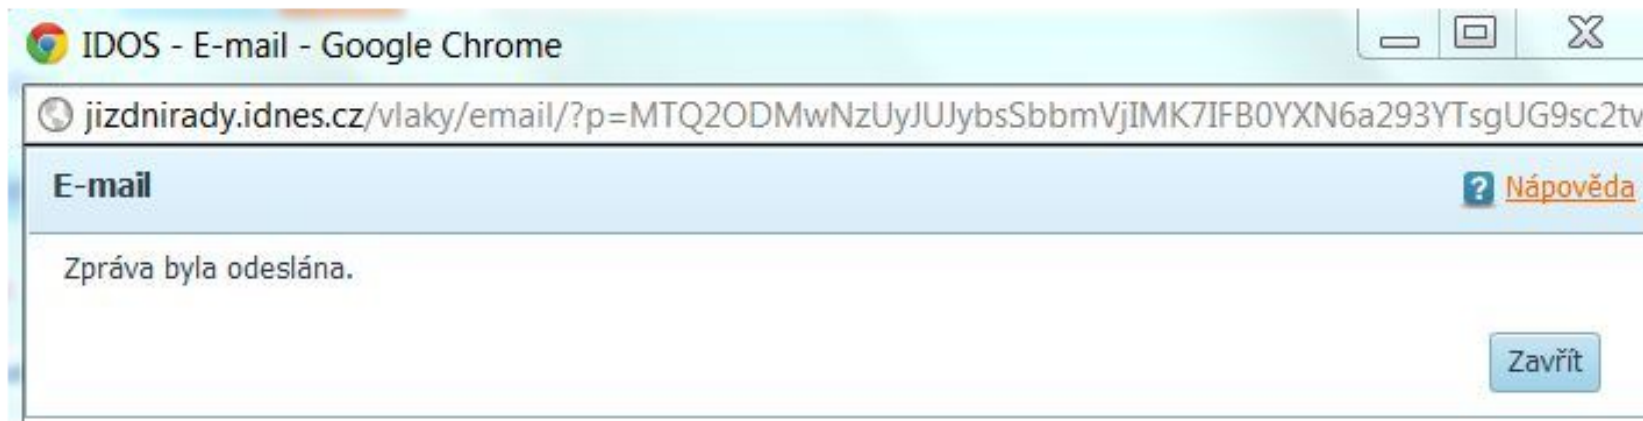 IDOS - E-mail - Google Chrome
jizdnirady.idnes.cz/vlaky/email/?p=MTQ2ODMwNzUyJUJybsSbbmVjIMK7IFB0YXN6a293YTsgUG9sc2tv
E-mail
? Nápověda
Zpráva byla odeslána.
Zavřít